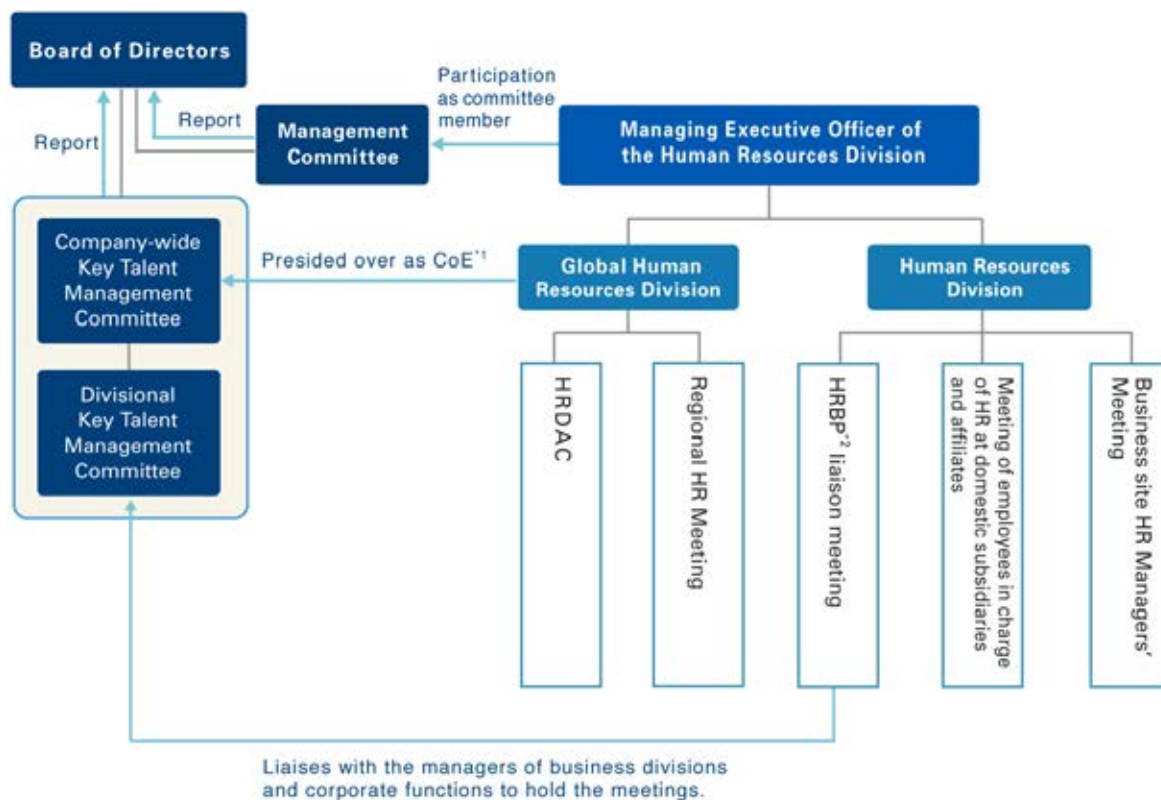 Board of Directors
Participation
as committee
member
Report
Report
Management
Committee
Managing Executive Officer of
the Human Resources Division
Company-wide
Key Talent
Management
Committee
Presided over as CoE*1
Global Human
Resources Division
Human Resources
Division
Divisional
Key Talent
Management
Committee
HRDAC
Regional HR Meeting
HRBP*2 liaison meeting
Meeting of employees in charge
of HR at domestic subsidiaries
and affiliates
Business site HR Managers'
Meeting
Liaises with the managers of business divisions
and corporate functions to hold the meetings.